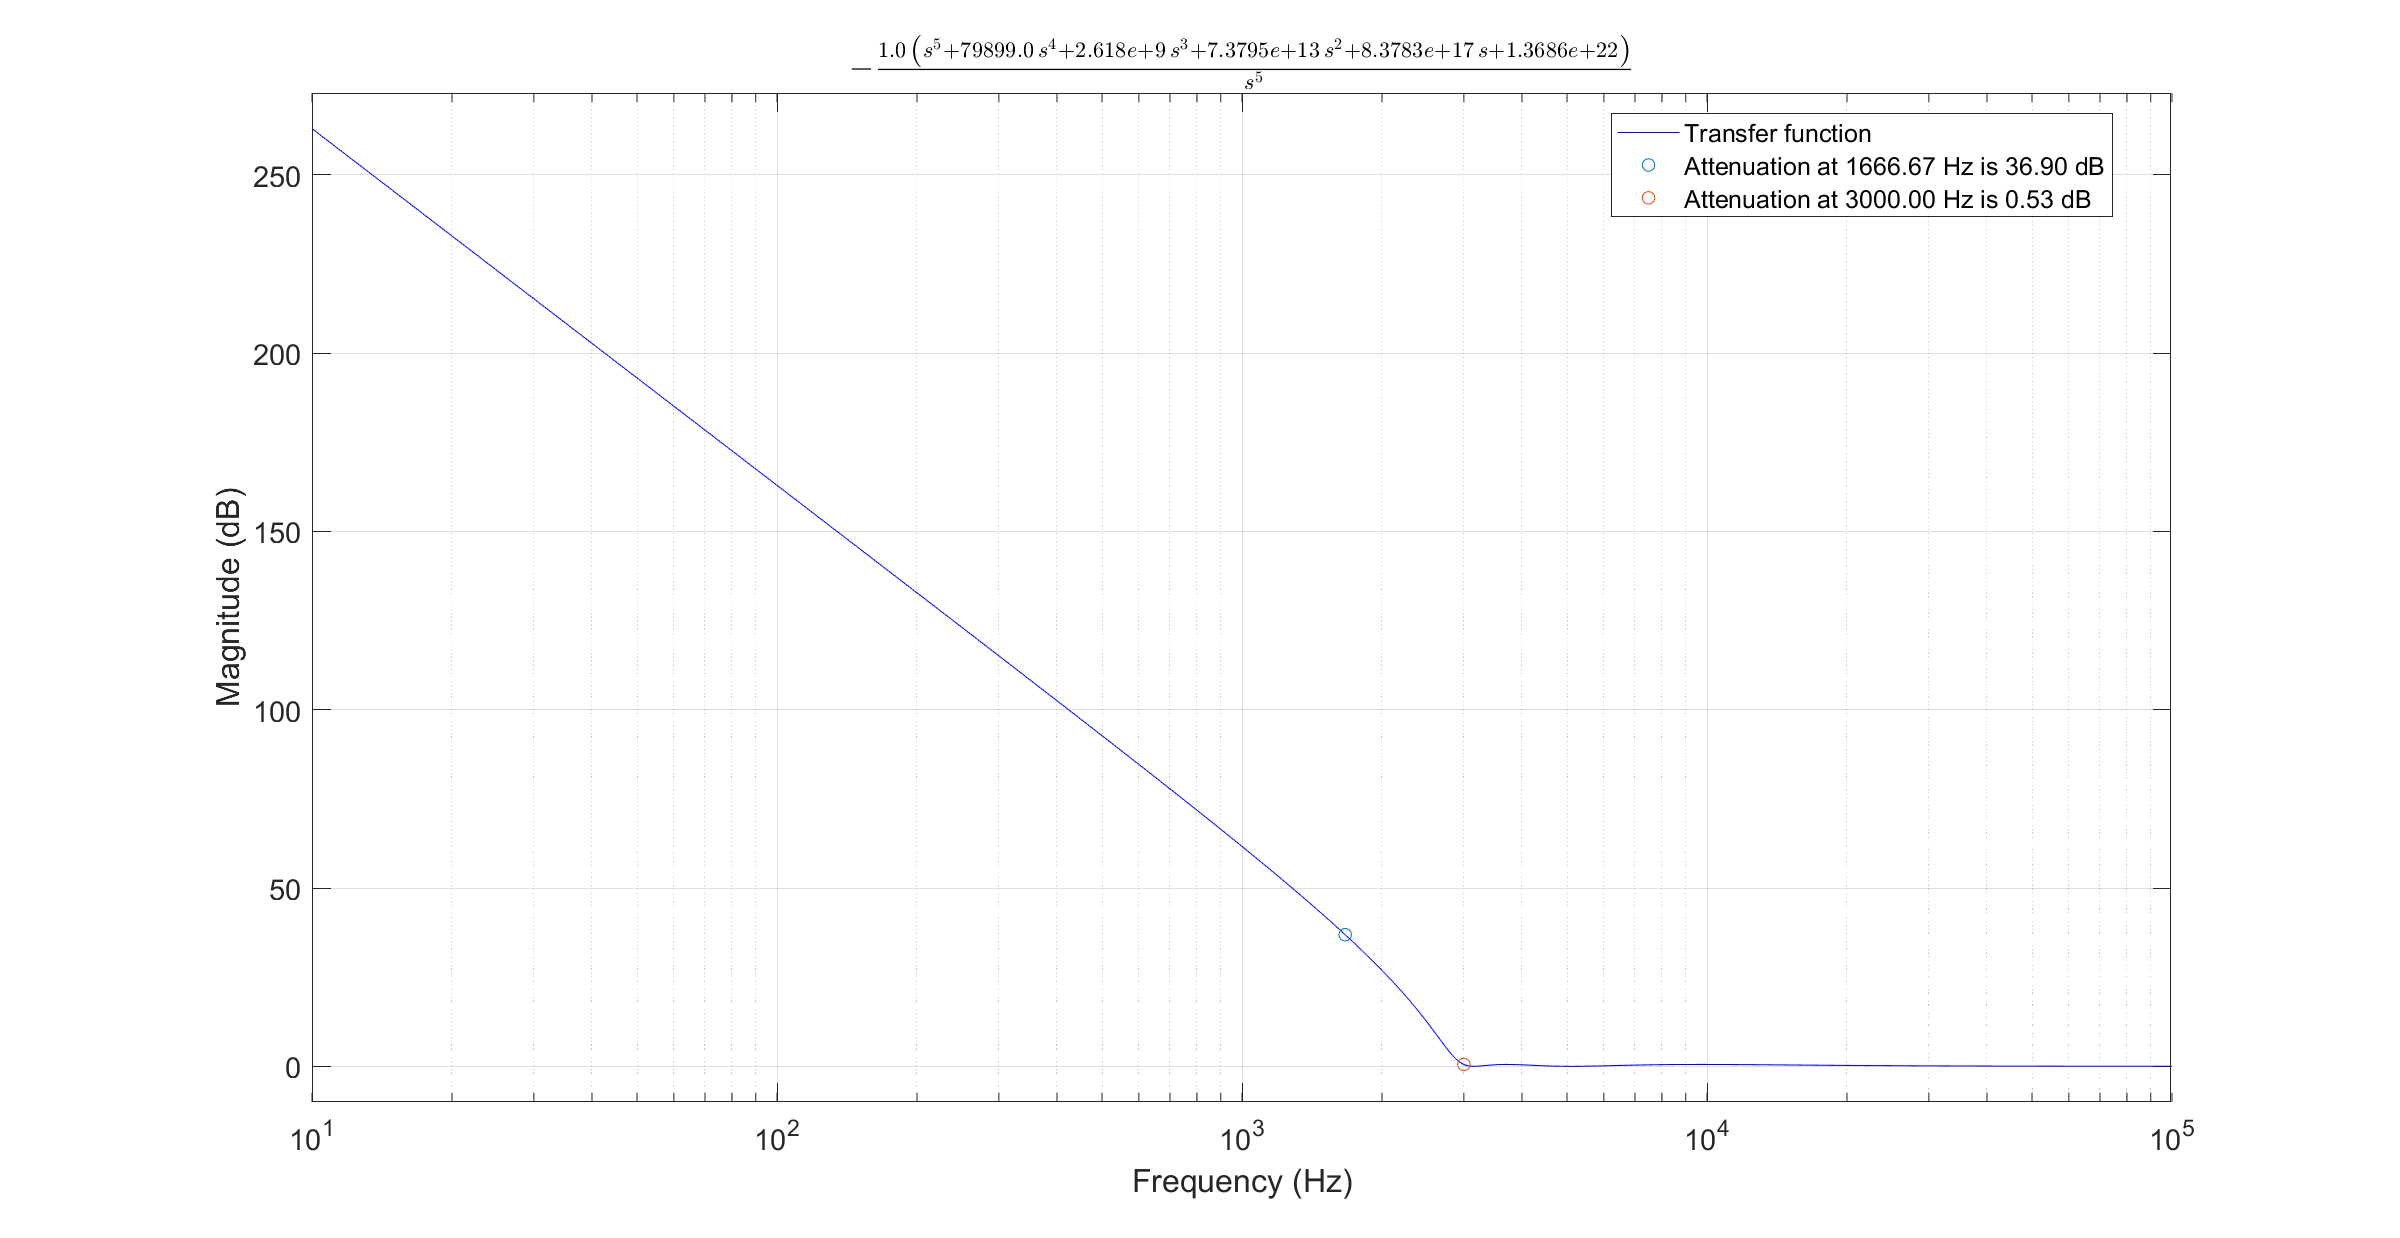 −1.0 (s^5+79899.0 s^4+2.618e+9 s^3+7.3795e+13 s^2+8.3783e+17 s+1.3686e+22)
s^5
Transfer function
Attenuation at 1666.67 Hz is 36.90 dB
Attenuation at 3000.00 Hz is 0.53 dB
250
200
150
100
50
0
Magnitude (dB)
10^1 10^2 10^3 10^4 10^5
Frequency (Hz)